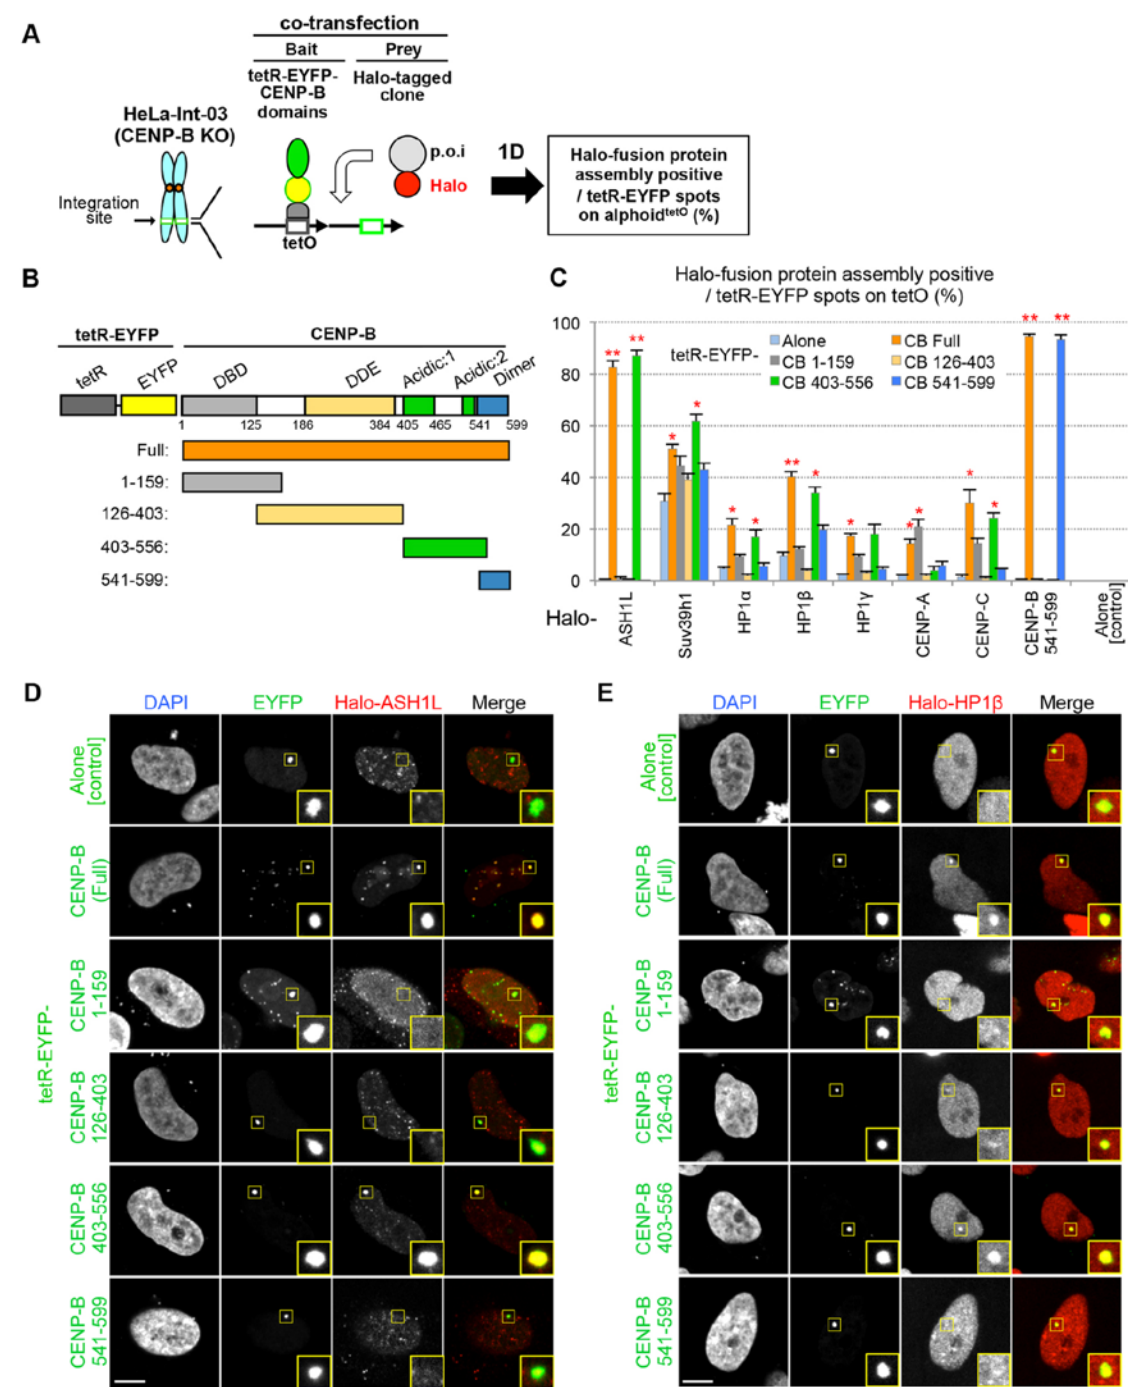 A
co-transfection
Bait
Prey
tetR-EYFP-
CENP-B
domains
Halo-tagged
clone
HeLa-Int-03
(CENP-B KO)
Integration
site
p.o.i
Halo
tetO
1D
Halo-fusion protein
assembly positive
/ tetR-EYFP spots
on alphoidtetO (%)
B
tetR-EYFP
CENP-B
tetR
EYFP
DBD
DDE
Acidic:1
Acidic:2
Dimer
1 125 186 384 405 465 541 599
Full:
1-159:
126-403:
403-556:
541-599:
C
Halo-fusion protein assembly positive
/ tetR-EYFP spots on tetO (%)
100
80
60
40
20
0
tetR-EYFP-
Alone
CB Full
CB 1-159
CB 126-403
CB 403-556
CB 541-599
** ** * * * * ** * * * * * * ** **
Halo-
ASH1L
Suv39h1
HP1α
HP1β
HP1γ
CENP-A
CENP-C
CENP-B
541-599
Alone
[control]
D
DAPI EYFP Halo-ASH1L Merge
tetR-EYFP-
Alone
[control]
CENP-B
(Full)
CENP-B
1-159
CENP-B
126-403
CENP-B
403-556
CENP-B
541-599
E
DAPI EYFP Halo-HP1β Merge
tetR-EYFP-
Alone
[control]
CENP-B
(Full)
CENP-B
1-159
CENP-B
126-403
CENP-B
403-556
CENP-B
541-599